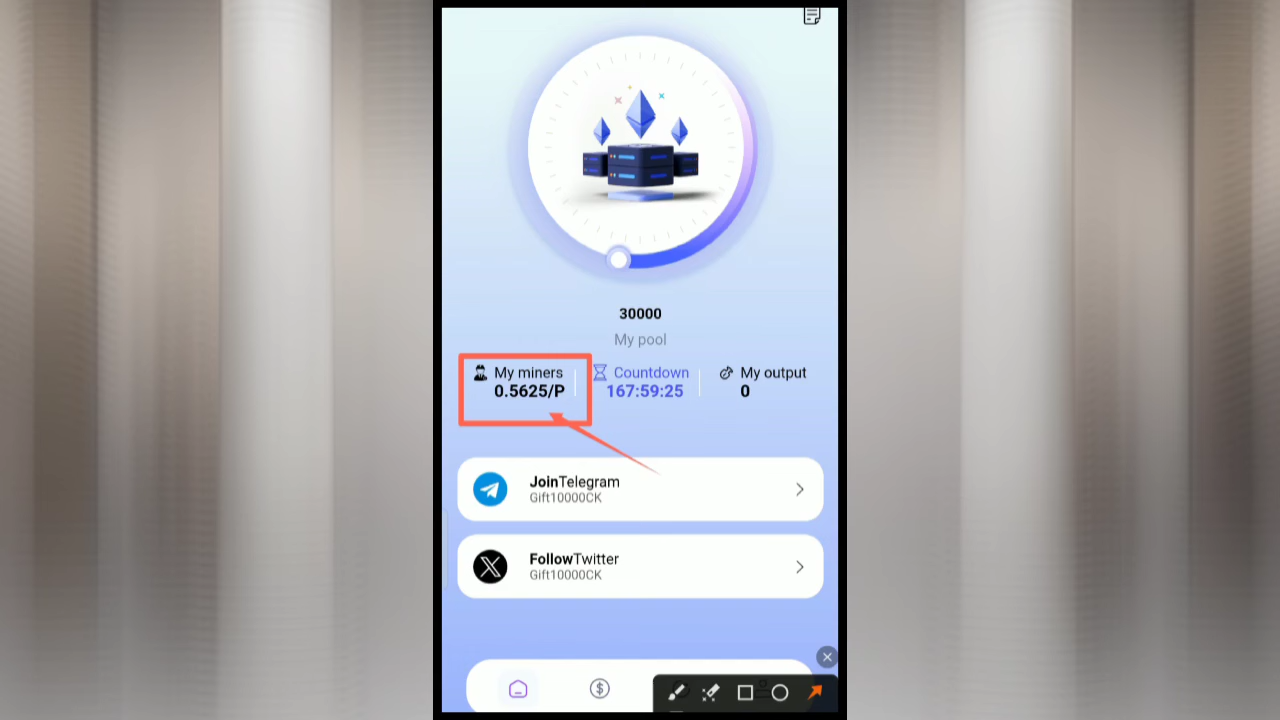 30000
My pool
My miners
0.5625/P
Countdown
167:59:25
My output
0
JoinTelegram
Gift10000CK
FollowTwitter
Gift10000CK